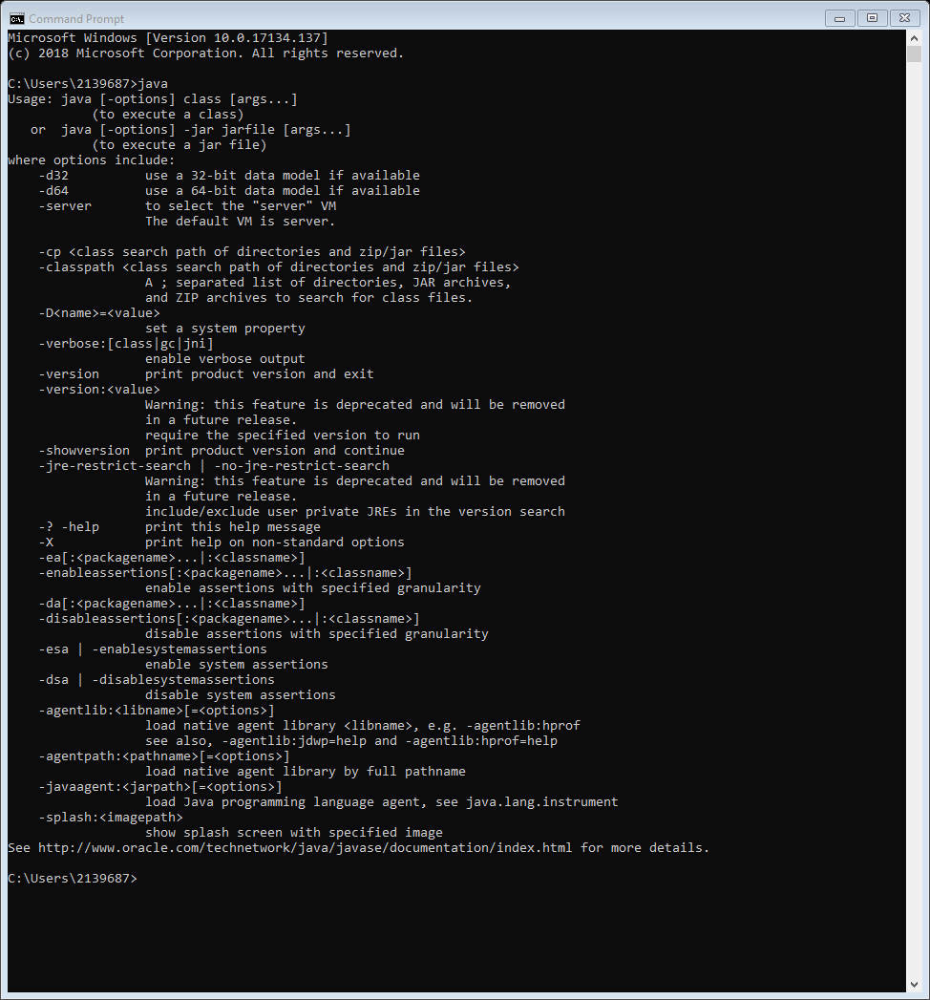 Command Prompt
Microsoft Windows [Version 10.0.17134.137]
(c) 2018 Microsoft Corporation. All rights reserved.

C:\Users\2139687>java
Usage: java [-options] class [args...]
           (to execute a class)
   or  java [-options] -jar jarfile [args...]
           (to execute a jar file)
where options include:
    -d32          use a 32-bit data model if available
    -d64          use a 64-bit data model if available
    -server       to select the "server" VM
                  The default VM is server.

    -cp <class search path of directories and zip/jar files>
    -classpath <class search path of directories and zip/jar files>
                  A ; separated list of directories, JAR archives,
                  and ZIP archives to search for class files.
    -D<name>=<value>
                  set a system property
    -verbose:[class|gc|jni]
                  enable verbose output
    -version      print product version and exit
    -version:<value>
                  Warning: this feature is deprecated and will be removed
                  in a future release.
                  require the specified version to run
    -showversion  print product version and continue
    -jre-restrict-search | -no-jre-restrict-search
                  Warning: this feature is deprecated and will be removed
                  in a future release.
                  include/exclude user private JREs in the version search
    -? -help      print this help message
    -X            print help on non-standard options
    -ea[:<packagename>...|:<classname>]
    -enableassertions[:<packagename>...|:<classname>]
                  enable assertions with specified granularity
    -da[:<packagename>...|:<classname>]
    -disableassertions[:<packagename>...|:<classname>]
                  disable assertions with specified granularity
    -esa | -enablesystemassertions
                  enable system assertions
    -dsa | -disablesystemassertions
                  disable system assertions
    -agentlib:<libname>[=<options>]
                  load native agent library <libname>, e.g. -agentlib:hprof
                  see also, -agentlib:jdwp=help and -agentlib:hprof=help
    -agentpath:<pathname>[=<options>]
                  load native agent library by full pathname
    -javaagent:<jarpath>[=<options>]
                  load Java programming language agent, see java.lang.instrument
    -splash:<imagepath>
                  show splash screen with specified image
See http://www.oracle.com/technetwork/java/javase/documentation/index.html for more details.

C:\Users\2139687>